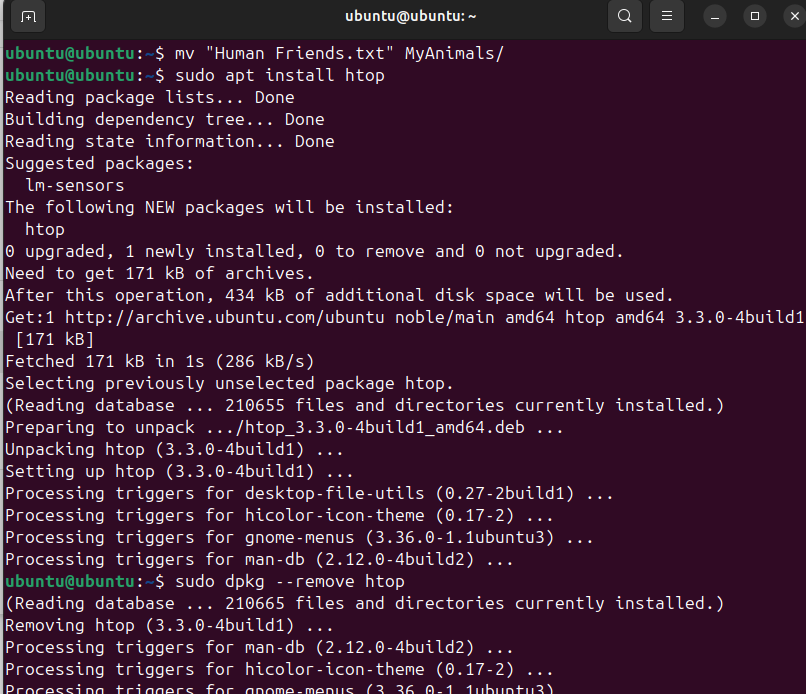 ubuntu@ubuntu: ~
ubuntu@ubuntu:~$ mv "Human Friends.txt" MyAnimals/
ubuntu@ubuntu:~$ sudo apt install htop
Reading package lists... Done
Building dependency tree... Done
Reading state information... Done
Suggested packages:
  lm-sensors
The following NEW packages will be installed:
  htop
0 upgraded, 1 newly installed, 0 to remove and 0 not upgraded.
Need to get 171 kB of archives.
After this operation, 434 kB of additional disk space will be used.
Get:1 http://archive.ubuntu.com/ubuntu noble/main amd64 htop amd64 3.3.0-4build1
 [171 kB]
Fetched 171 kB in 1s (286 kB/s)
Selecting previously unselected package htop.
(Reading database ... 210655 files and directories currently installed.)
Preparing to unpack .../htop_3.3.0-4build1_amd64.deb ...
Unpacking htop (3.3.0-4build1) ...
Setting up htop (3.3.0-4build1) ...
Processing triggers for desktop-file-utils (0.27-2build1) ...
Processing triggers for hicolor-icon-theme (0.17-2) ...
Processing triggers for gnome-menus (3.36.0-1.1ubuntu3) ...
Processing triggers for man-db (2.12.0-4build2) ...
ubuntu@ubuntu:~$ sudo dpkg --remove htop
(Reading database ... 210665 files and directories currently installed.)
Removing htop (3.3.0-4build1) ...
Processing triggers for man-db (2.12.0-4build2) ...
Processing triggers for hicolor-icon-theme (0.17-2) ...
Processing triggers for gnome-menus (3.36.0-1.1ubuntu3) ...